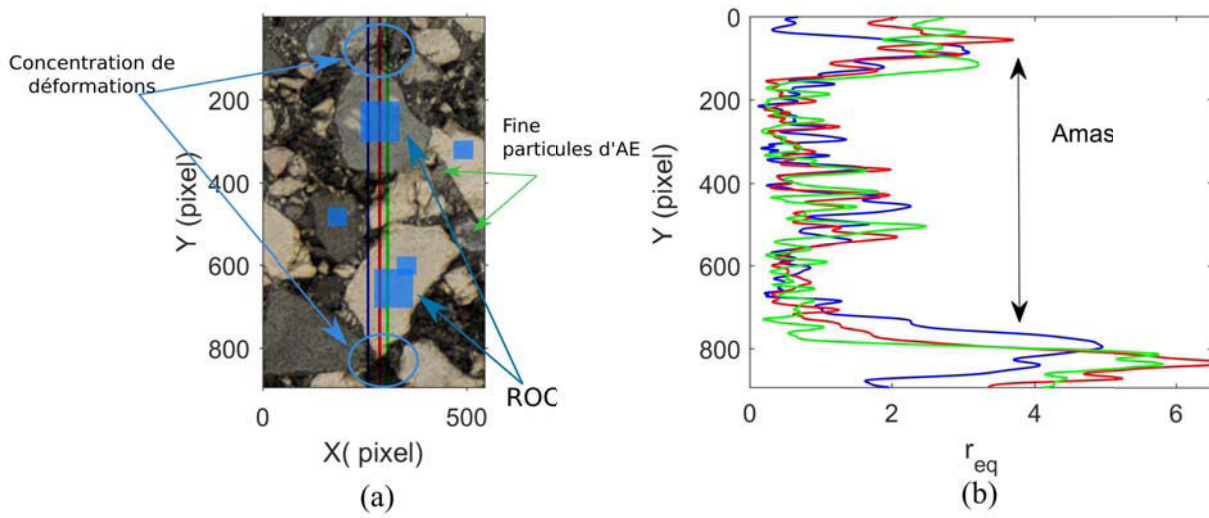 Concentration de
déformations
Fine
particules d'AE
ROC
200
400
600
800
0
500
Y (pixel)
X( pixel)
(a)
0
200
400
600
800
0
2
4
6
Y (pixel)
Amas
r_eq
(b)